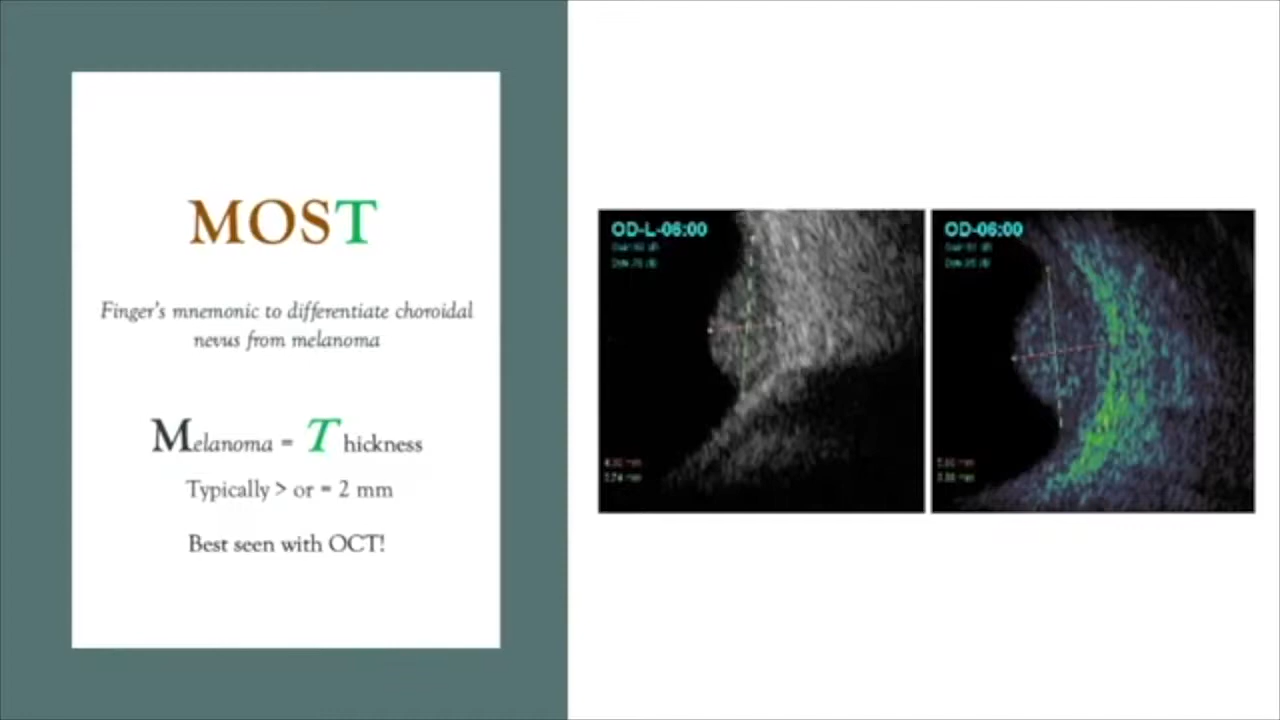 MOST
Finger's mnemonic to differentiate choroidal
nevus from melanoma
Melanoma = Thickness
Typically > or = 2 mm
Best seen with OCT!
OD-L-06:00
OD-06:00